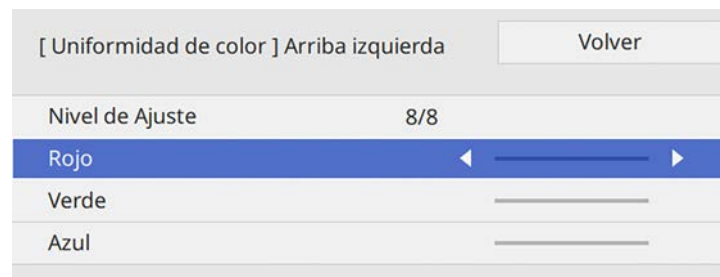 [ Uniformidad de color ] Arriba izquierda
Volver
Nivel de Ajuste 8/8
Rojo
Verde
Azul